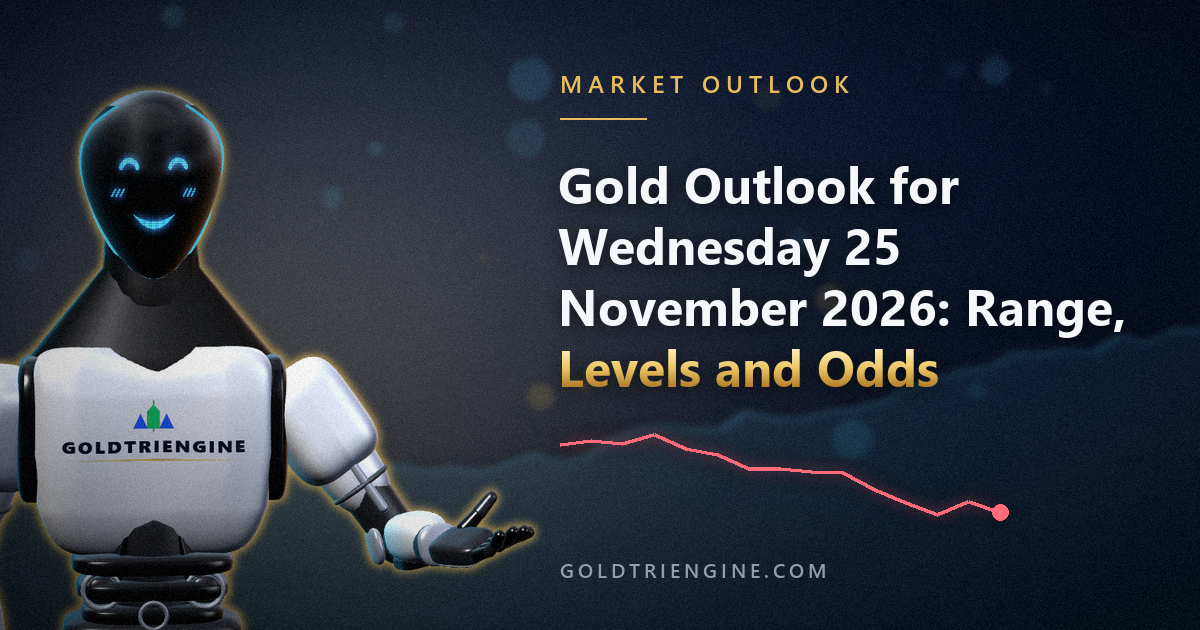 MARKET OUTLOOK
Gold Outlook for
Wednesday 25
November 2026: Range,
Levels and Odds
GOLDTRIENGINE
GOLDTRIENGINE.COM